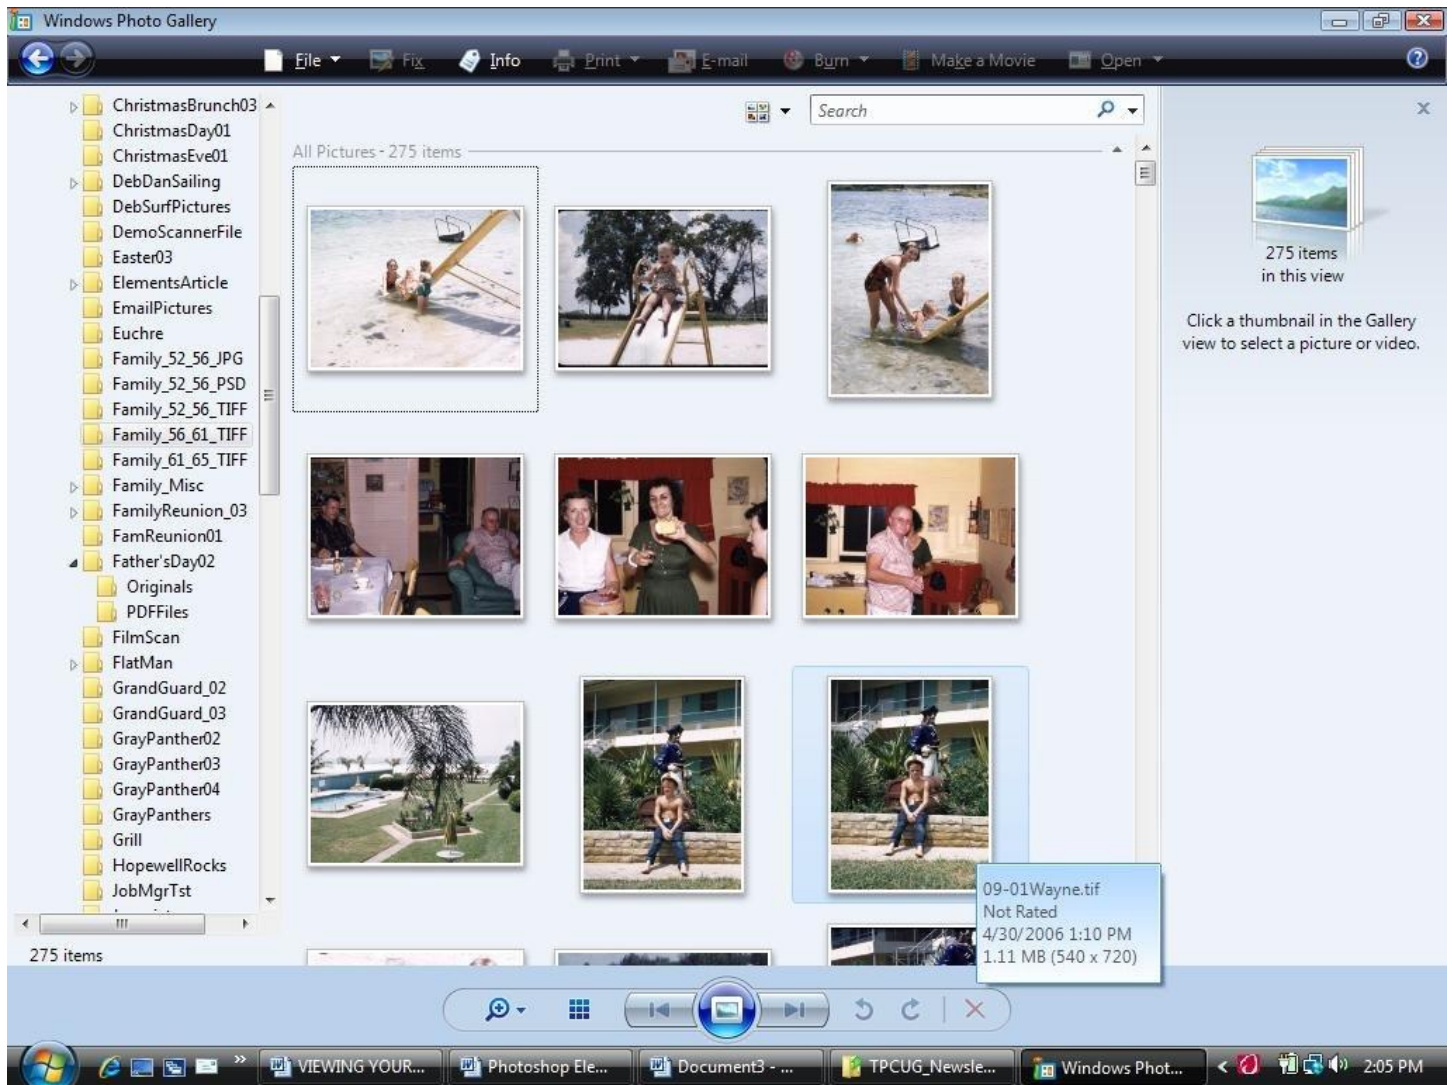 Windows Photo Gallery
File
Fix
Info
Print
E-mail
Burn
Make a Movie
Open
ChristmasBrunch03
ChristmasDay01
ChristmasEve01
DebDanSailing
DebSurfPictures
DemoScannerFile
Easter03
ElementsArticle
EmailPictures
Euchre
Family_52_56_JPG
Family_52_56_PSD
Family_52_56_TIFF
Family_56_61_TIFF
Family_61_65_TIFF
Family_Misc
FamilyReunion_03
FamReunion01
Father'sDay02
Originals
PDFFiles
FilmScan
FlatMan
GrandGuard_02
GrandGuard_03
GrayPanther02
GrayPanther03
GrayPanther04
GrayPanthers
Grill
HopewellRocks
JobMgrTst
275 items
Search
All Pictures - 275 items
275 items
in this view
Click a thumbnail in the Gallery
view to select a picture or video.
09-01Wayne.tif
Not Rated
4/30/2006 1:10 PM
1.11 MB (540 x 720)
VIEWING YOUR...
Photoshop Ele...
Document3 - ...
TPCUG_Newsle...
Windows Phot...
2:05 PM